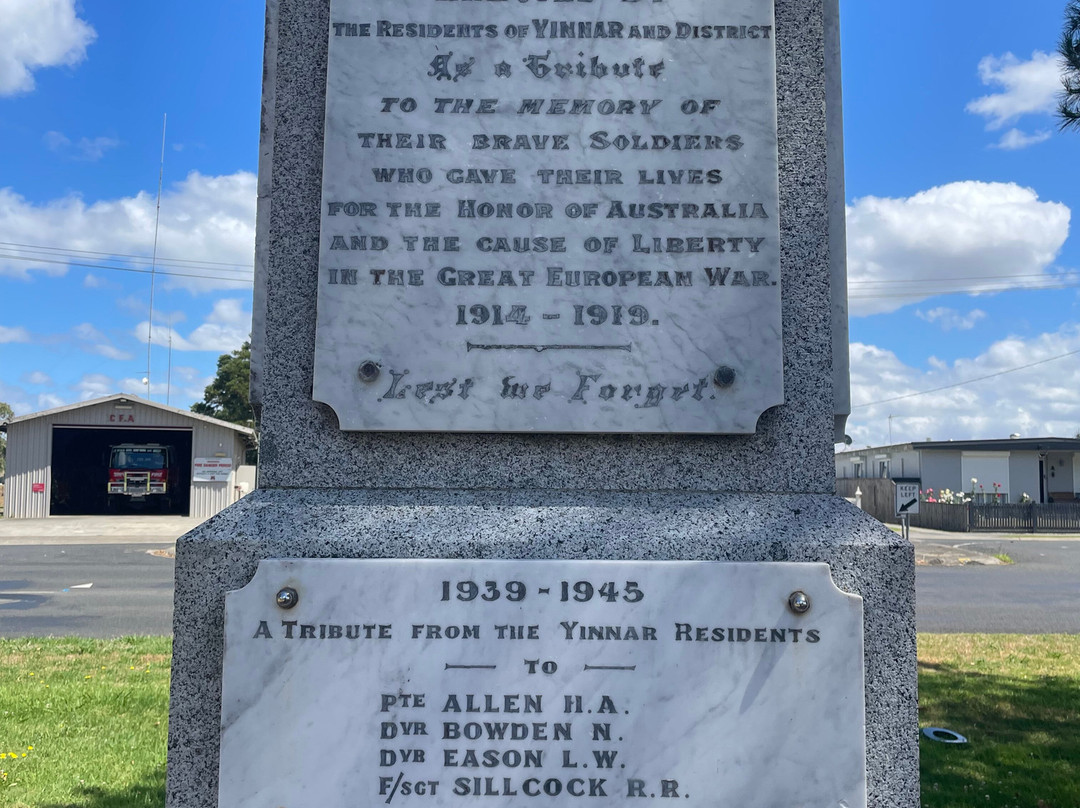 THE RESIDENTS OF YINNAR AND DISTRICT
As a Tribute
TO THE MEMORY OF
THEIR BRAVE SOLDIERS
WHO GAVE THEIR LIVES
FOR THE HONOR OF AUSTRALIA
AND THE CAUSE OF LIBERTY
IN THE GREAT EUROPEAN WAR.
1914 - 1919.
Lest we Forget.
C F A
KEEP
LEFT
1939 - 1945
A TRIBUTE FROM THE YINNAR RESIDENTS
TO
PTE ALLEN H.A.
DVR BOWDEN N.
DVR EASON L.W.
F/SGT SILLCOCK R.R.